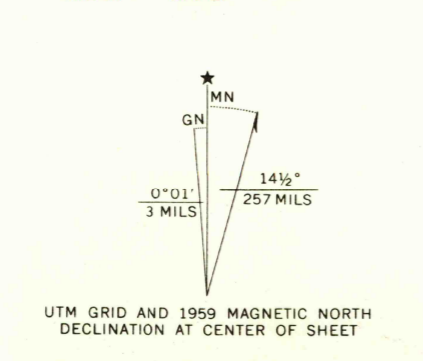 MN
GN
0°01'
3 MILS
14½°
257 MILS
UTM GRID AND 1959 MAGNETIC NORTH
DECLINATION AT CENTER OF SHEET